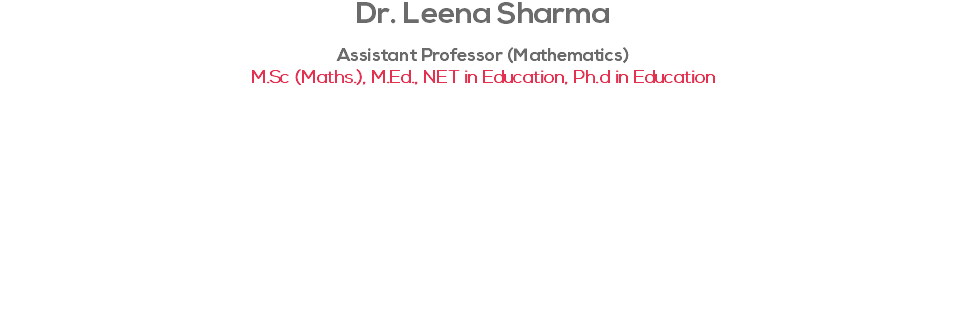 Dr. Leena Sharma
Assistant Professor (Mathematics)
M.Sc (Maths.), M.Ed., NET in Education, Ph.d in Education